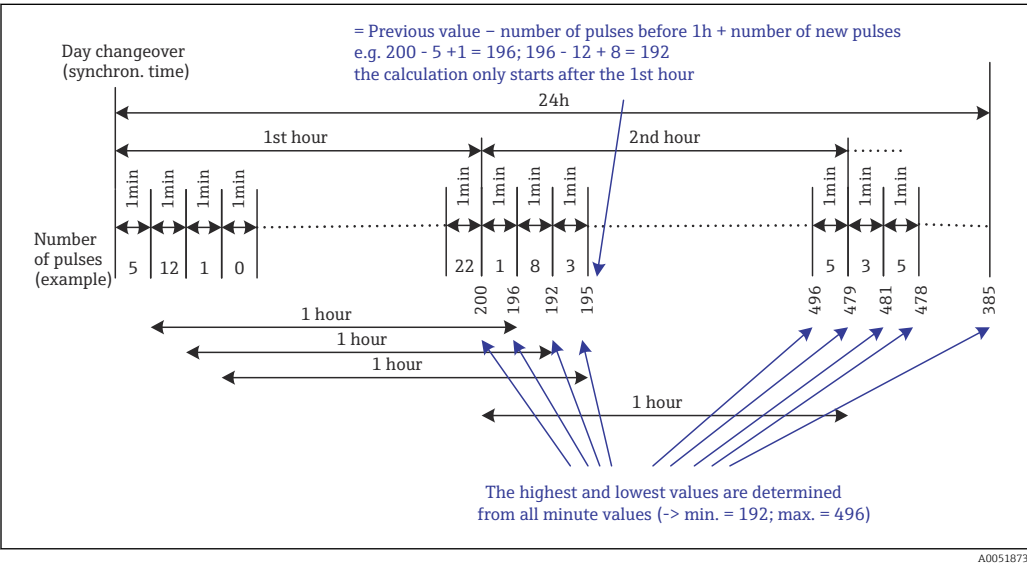 = Previous value – number of pulses before 1h + number of new pulses
e.g. 200 - 5 +1 = 196; 196 - 12 + 8 = 192
the calculation only starts after the 1st hour
Day changeover
(synchron. time)
24h
1st hour
2nd hour
1min
1min
1min
1min
1min
1min
1min
1min
1min
1min
1min
Number
of pulses
(example)
5
12
1
0
22
1
8
3
5
3
5
200
196
192
195
496
479
481
478
385
1 hour
1 hour
1 hour
1 hour
The highest and lowest values are determined
from all minute values (-> min. = 192; max. = 496)
A0051873